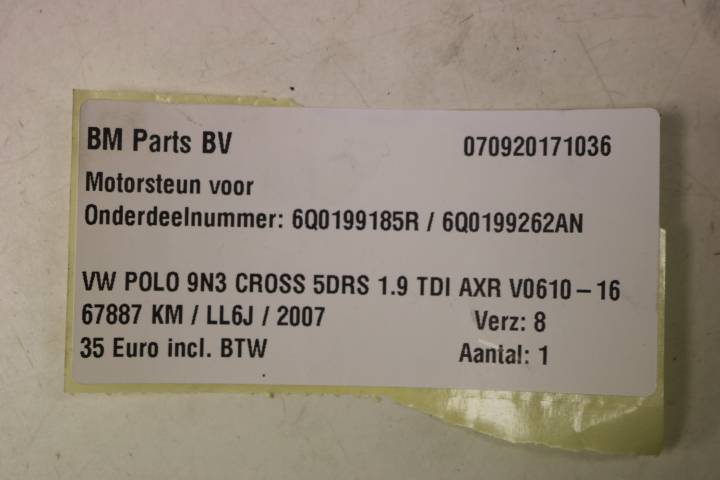 BM Parts BV 070920171036
Motorsteun voor
Onderdeelnummer: 6Q0199185R / 6Q0199262AN
VW POLO 9N3 CROSS 5DRS 1.9 TDI AXR V0610-16
67887 KM / LL6J / 2007 Verz: 8
35 Euro incl. BTW Aantal: 1